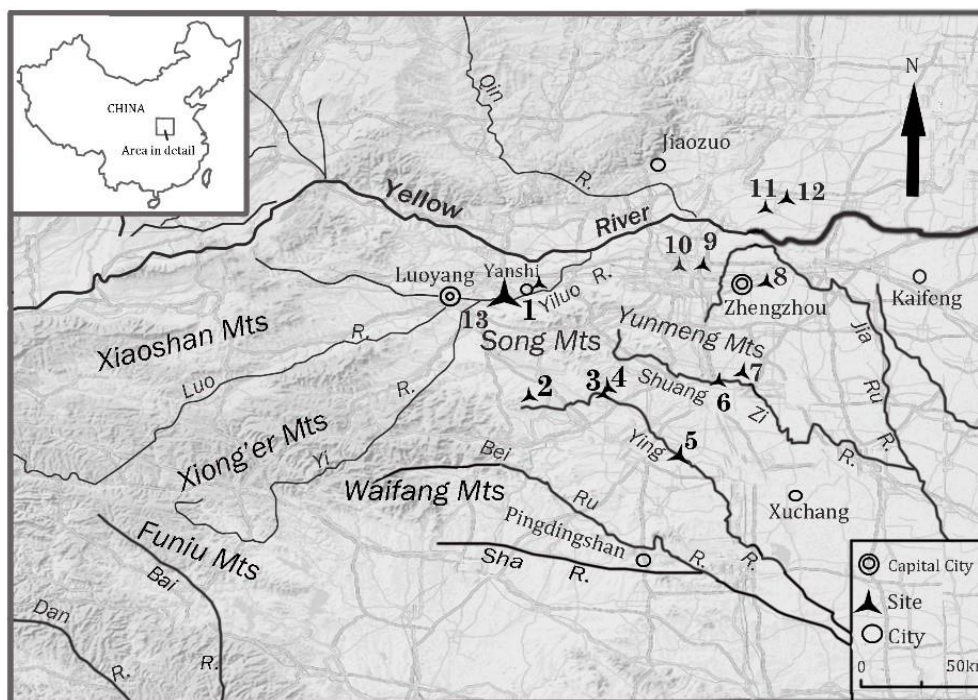 CHINA
Area in detail
N
Qin
R.
Jiaozuo
11
12
Yellow
River
10
9
Luoyang
Yanshi
Yiluo
R.
8
Zhengzhou
Kaifeng
13
1
Xiaoshan Mts
R.
Song Mts
Yunmeng Mts
Jia
Luo
R.
2
3
4
Shuang
7
6
Zi
Ru
R.
Xiong'er Mts
Yi
Bei
Ying
5
R.
Waifang Mts
Ru
Xuchang
Funiu Mts
Pingdingshan
R.
R.
Bai
Sha
R.
Dan
R.
R.
Capital City
Site
City
0
50km